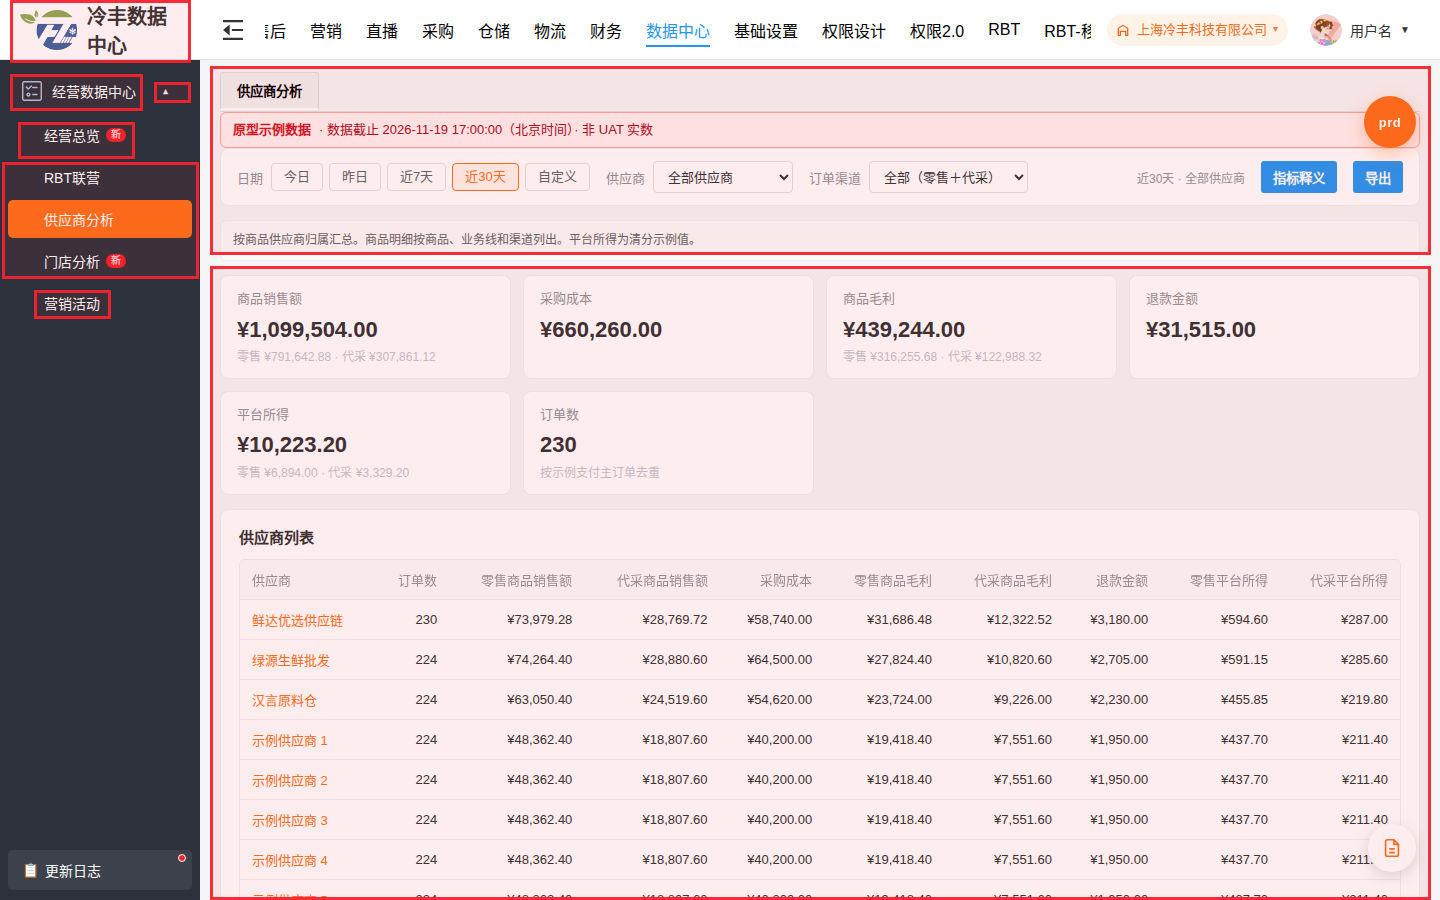 冷丰数据
中心
售后 营销 直播 采购 仓储 物流 财务 数据中心 基础设置 权限设计 权限2.0 RBT RBT-移
上海冷丰科技有限公司 ▾
用户名 ▼
经营数据中心 ▲
经营总览 新
RBT联营
供应商分析
门店分析 新
营销活动
更新日志
供应商分析
原型示例数据 · 数据截止 2026-11-19 17:00:00（北京时间）· 非 UAT 实数
prd
日期 今日 昨日 近7天 近30天 自定义 供应商 全部供应商 订单渠道 全部（零售＋代采） 近30天 · 全部供应商 指标释义 导出
按商品供应商归属汇总。商品明细按商品、业务线和渠道列出。平台所得为清分示例值。
商品销售额 采购成本 商品毛利 退款金额
¥1,099,504.00 ¥660,260.00 ¥439,244.00 ¥31,515.00
零售 ¥791,642.88 · 代采 ¥307,861.12 零售 ¥316,255.68 · 代采 ¥122,988.32
平台所得 订单数
¥10,223.20 230
零售 ¥6,894.00 · 代采 ¥3,329.20 按示例支付主订单去重
供应商列表
供应商 订单数 零售商品销售额 代采商品销售额 采购成本 零售商品毛利 代采商品毛利 退款金额 零售平台所得 代采平台所得
鲜达优选供应链 230 ¥73,979.28 ¥28,769.72 ¥58,740.00 ¥31,686.48 ¥12,322.52 ¥3,180.00 ¥594.60 ¥287.00
绿源生鲜批发 224 ¥74,264.40 ¥28,880.60 ¥64,500.00 ¥27,824.40 ¥10,820.60 ¥2,705.00 ¥591.15 ¥285.60
汉言原料仓 224 ¥63,050.40 ¥24,519.60 ¥54,620.00 ¥23,724.00 ¥9,226.00 ¥2,230.00 ¥455.85 ¥219.80
示例供应商 1 224 ¥48,362.40 ¥18,807.60 ¥40,200.00 ¥19,418.40 ¥7,551.60 ¥1,950.00 ¥437.70 ¥211.40
示例供应商 2 224 ¥48,362.40 ¥18,807.60 ¥40,200.00 ¥19,418.40 ¥7,551.60 ¥1,950.00 ¥437.70 ¥211.40
示例供应商 3 224 ¥48,362.40 ¥18,807.60 ¥40,200.00 ¥19,418.40 ¥7,551.60 ¥1,950.00 ¥437.70 ¥211.40
示例供应商 4 224 ¥48,362.40 ¥18,807.60 ¥40,200.00 ¥19,418.40 ¥7,551.60 ¥1,950.00 ¥437.70 ¥211.